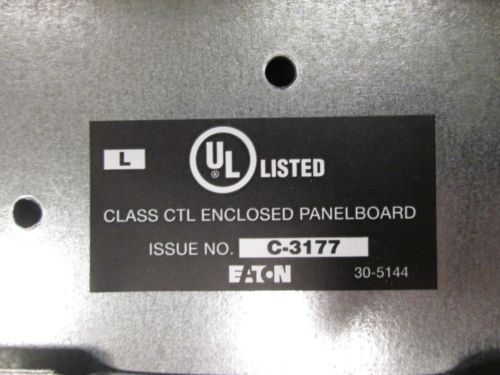 L UL® LISTED
CLASS CTL ENCLOSED PANELBOARD
ISSUE NO. C-3177
EATON 30-5144